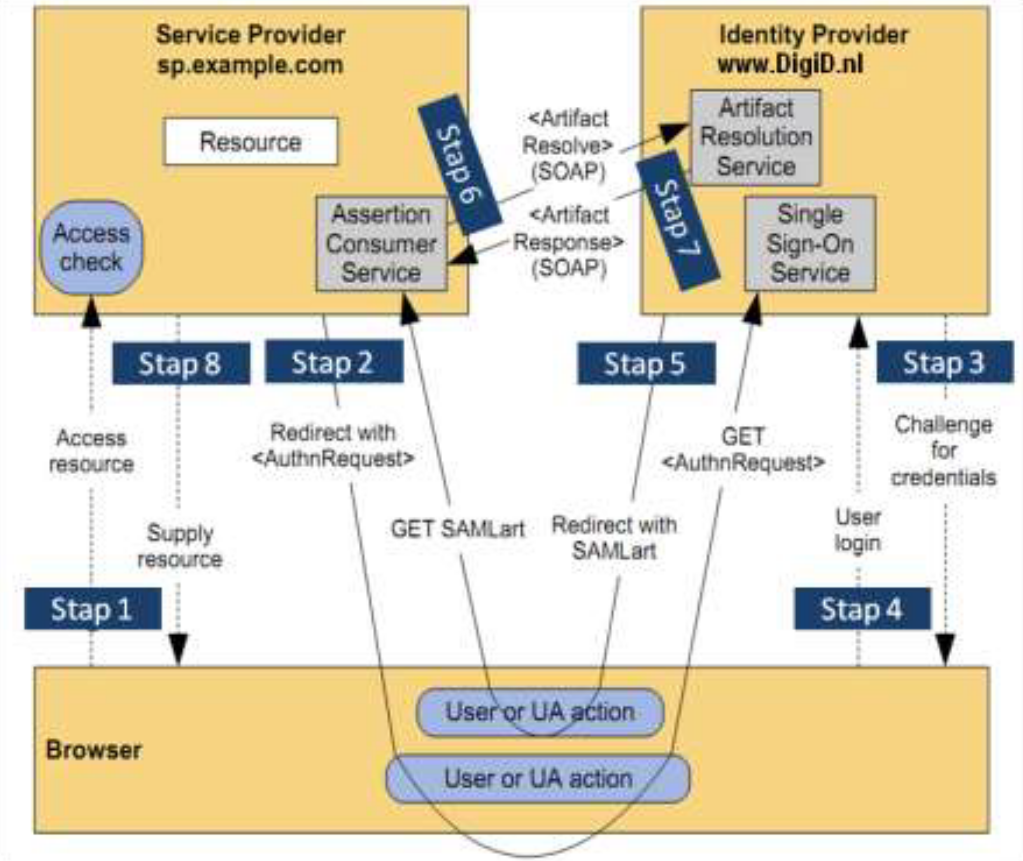 Service Provider
sp.example.com
Identity Provider
www.DigiD.nl
Resource
Stap 6
<Artifact
Resolve>
(SOAP)
Artifact
Resolution
Service
Access
check
Assertion
Consumer
Service
<Artifact
Response>
(SOAP)
Stap 7
Single
Sign-On
Service
Stap 8
Stap 2
Stap 5
Stap 3
Access
resource
Redirect with
<AuthnRequest>
GET
<AuthnRequest>
Challenge
for
credentials
Supply
resource
GET SAMLart
Redirect with
SAMLart
User
login
Stap 1
Stap 4
User or UA action
Browser
User or UA action